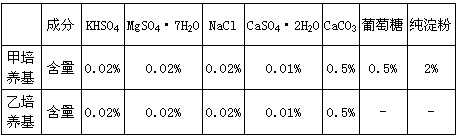 成分 KHSO4 MgSO4·7H2O NaCl CaSO4·2H2O CaCO3 葡萄糖 纯淀粉
甲培养基 含量 0.02% 0.02% 0.02% 0.01% 0.5% 0.5% 2%
乙培养基 含量 0.02% 0.02% 0.02% 0.01% 0.5% - -